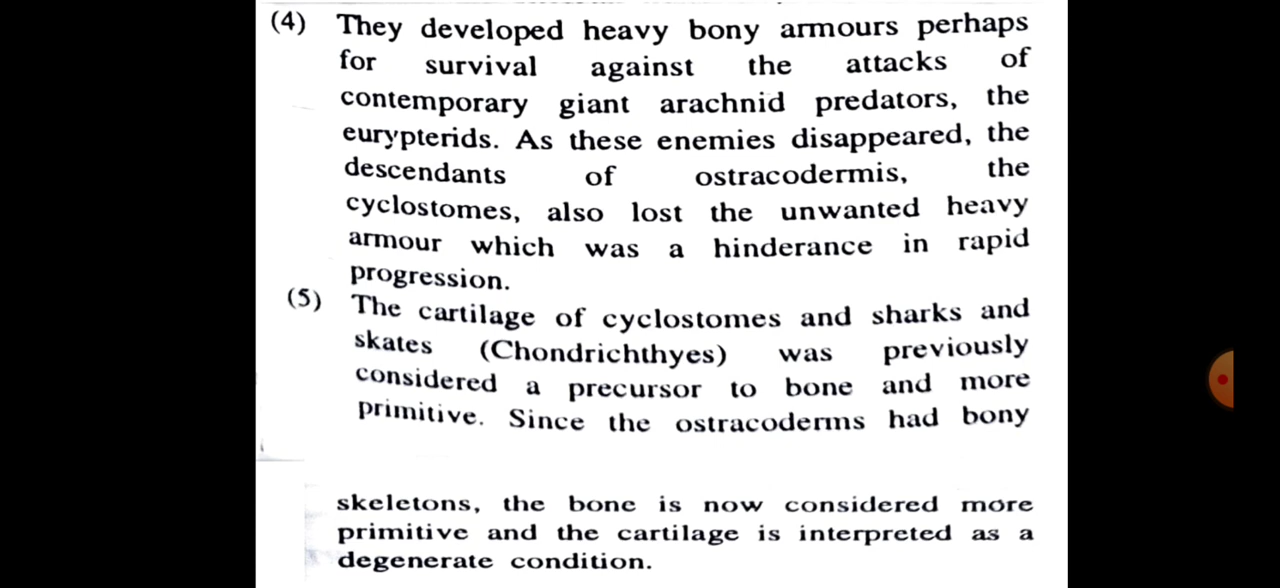 (4) They developed heavy bony armours perhaps
for survival against the attacks of
contemporary giant arachnid predators, the
eurypterids. As these enemies disappeared, the
descendants of ostracodermis, the
cyclostomes, also lost the unwanted heavy
armour which was a hinderance in rapid
progression.
(5) The cartilage of cyclostomes and sharks and
skates (Chondrichthyes) was previously
considered a precursor to bone and more
primitive. Since the ostracoderms had bony
skeletons, the bone is now considered more
primitive and the cartilage is interpreted as a
degenerate condition.